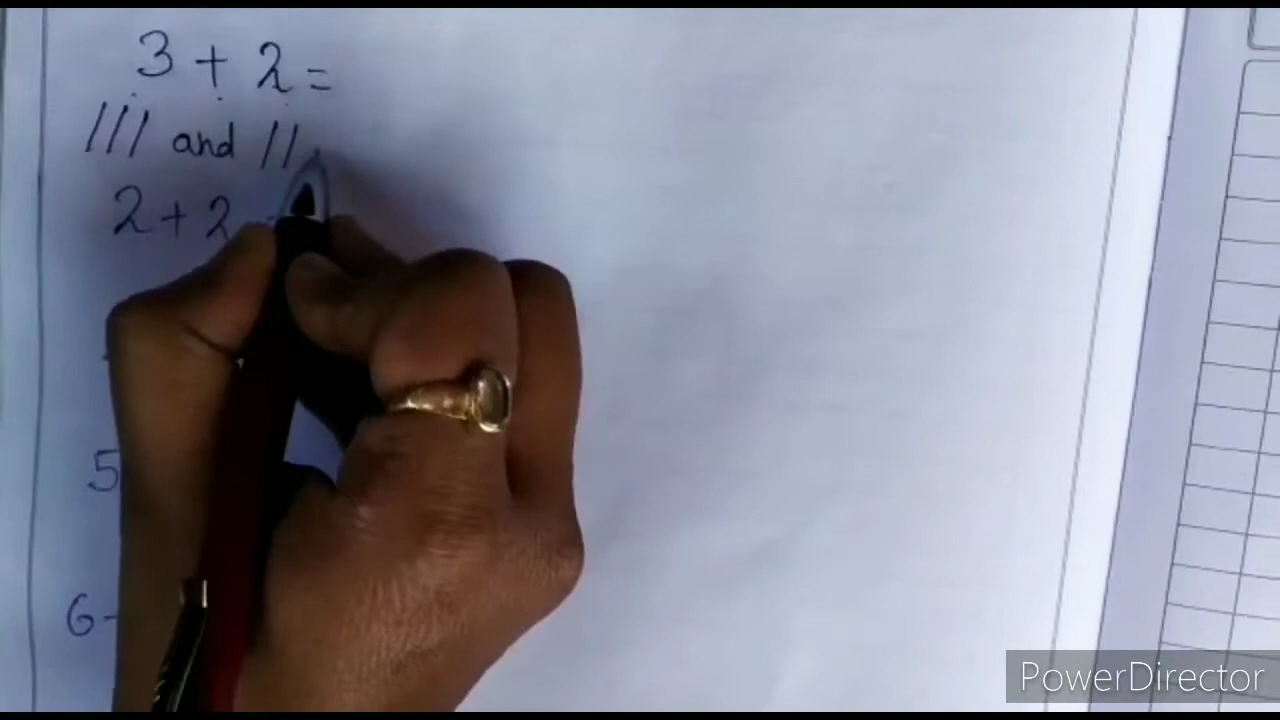 3 + 2 =
/// and //
2 + 2
5
6-
PowerDirector